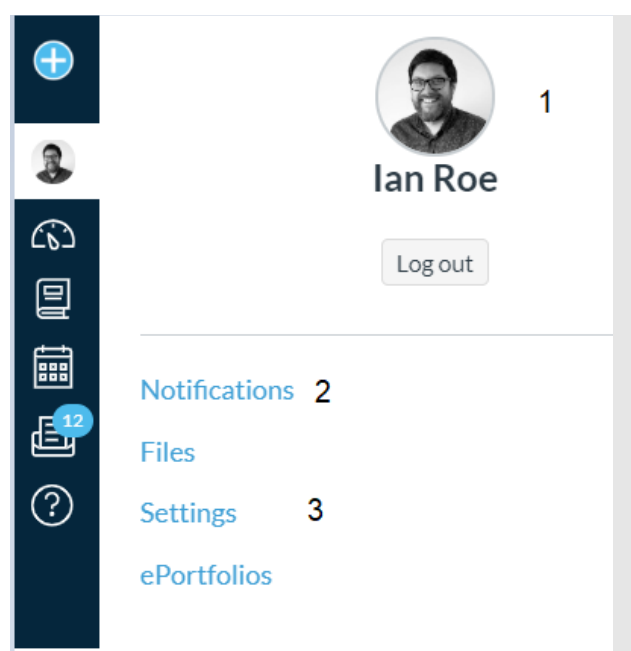 1
Ian Roe
Log out
Notifications 2
12
Files
Settings 3
ePortfolios